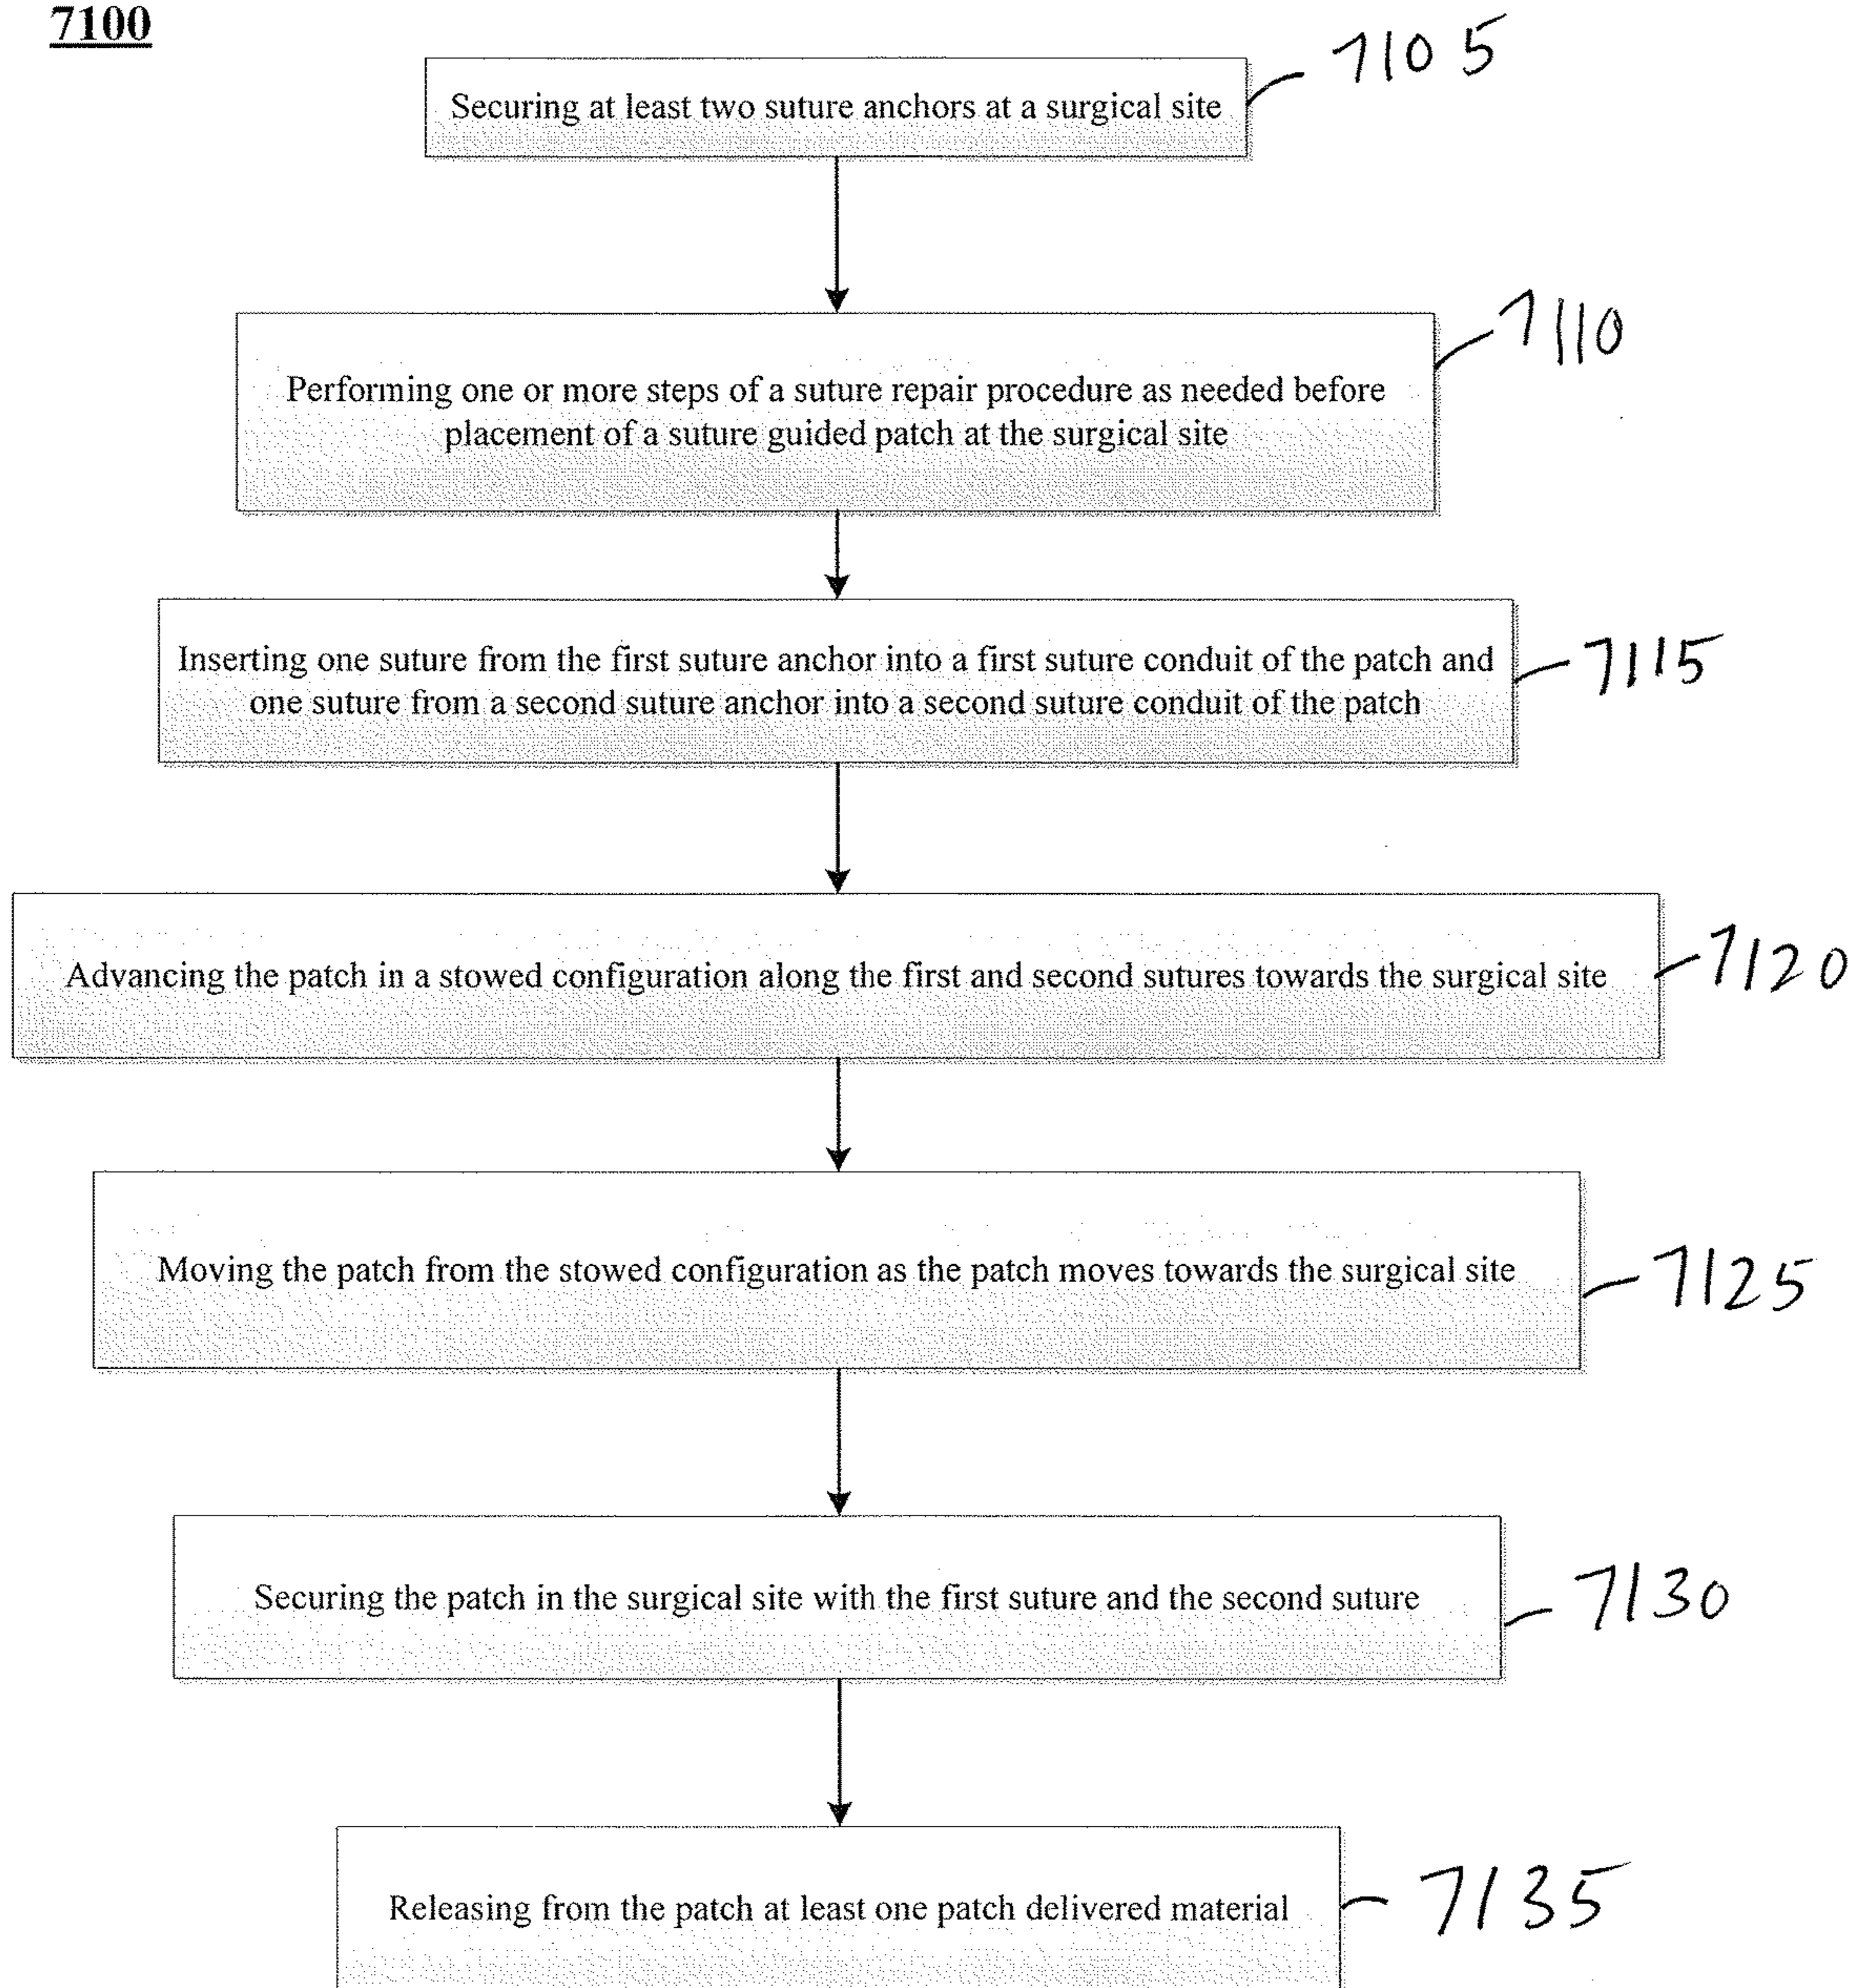 7100
Securing at least two suture anchors at a surgical site
7105
Performing one or more steps of a suture repair procedure as needed before
placement of a suture guided patch at the surgical site
7110
Inserting one suture from the first suture anchor into a first suture conduit of the patch and
one suture from a second suture anchor into a second suture conduit of the patch
7115
Advancing the patch in a stowed configuration along the first and second sutures towards the surgical site
7120
Moving the patch from the stowed configuration as the patch moves towards the surgical site
7125
Securing the patch in the surgical site with the first suture and the second suture
7130
Releasing from the patch at least one patch delivered material
7135